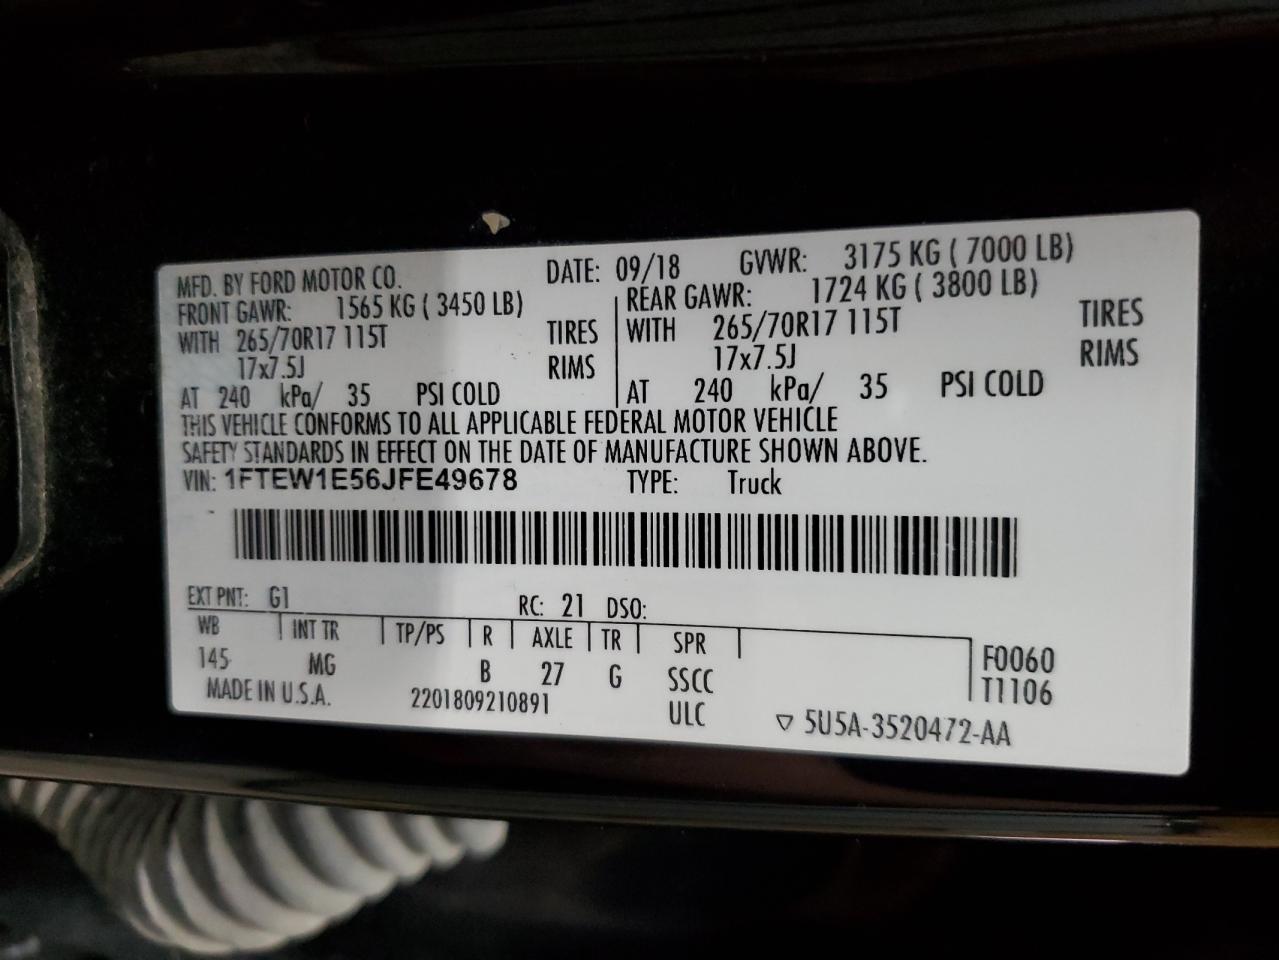 MFD. BY FORD MOTOR CO. DATE: 09/18 GVWR: 3175 KG ( 7000 LB)
FRONT GAWR: 1565 KG ( 3450 LB) REAR GAWR: 1724 KG ( 3800 LB)
WITH 265/70R17 115T TIRES WITH 265/70R17 115T TIRES
17x7.5J RIMS 17x7.5J RIMS
AT 240 kPa/ 35 PSI COLD AT 240 kPa/ 35 PSI COLD
THIS VEHICLE CONFORMS TO ALL APPLICABLE FEDERAL MOTOR VEHICLE
SAFETY STANDARDS IN EFFECT ON THE DATE OF MANUFACTURE SHOWN ABOVE.
VIN: 1FTEW1E56JFE49678 TYPE: Truck
EXT PNT: G1 RC: 21 DSO:
WB INT TR TP/PS R AXLE TR SPR F0060
145 MG B 27 G SSCC T1106
MADE IN U.S.A. 2201809210891 ULC ▽ 5U5A-3520472-AA